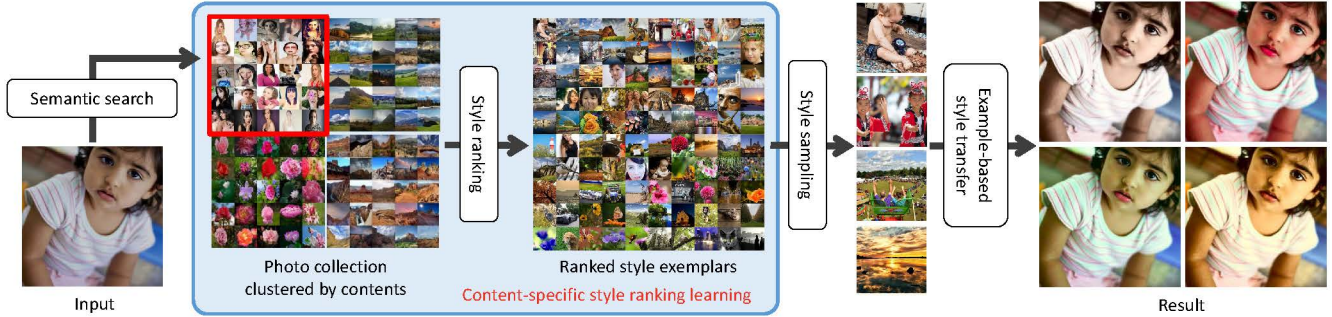 Semantic search
Input
Photo collection
clustered by contents
Style ranking
Ranked style exemplars
Content-specific style ranking learning
Style sampling
Example-based
style transfer
Result